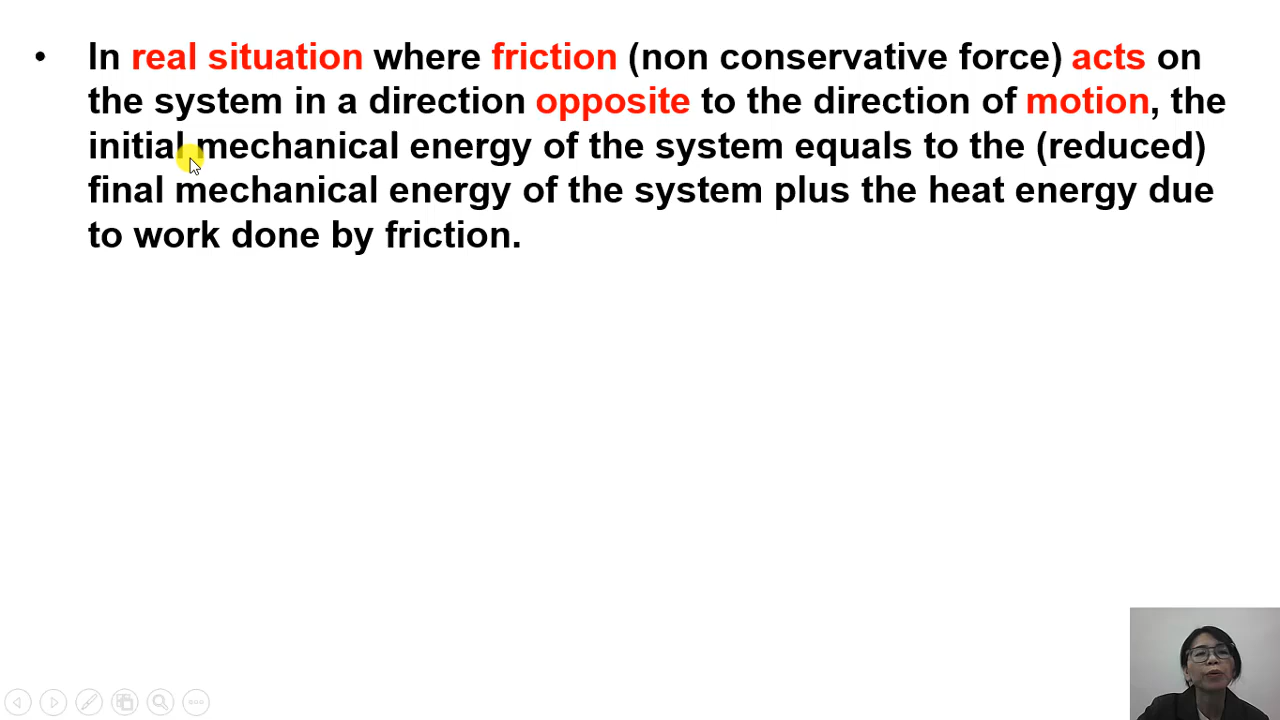 • In real situation where friction (non conservative force) acts on
the system in a direction opposite to the direction of motion, the
initial mechanical energy of the system equals to the (reduced)
final mechanical energy of the system plus the heat energy due
to work done by friction.